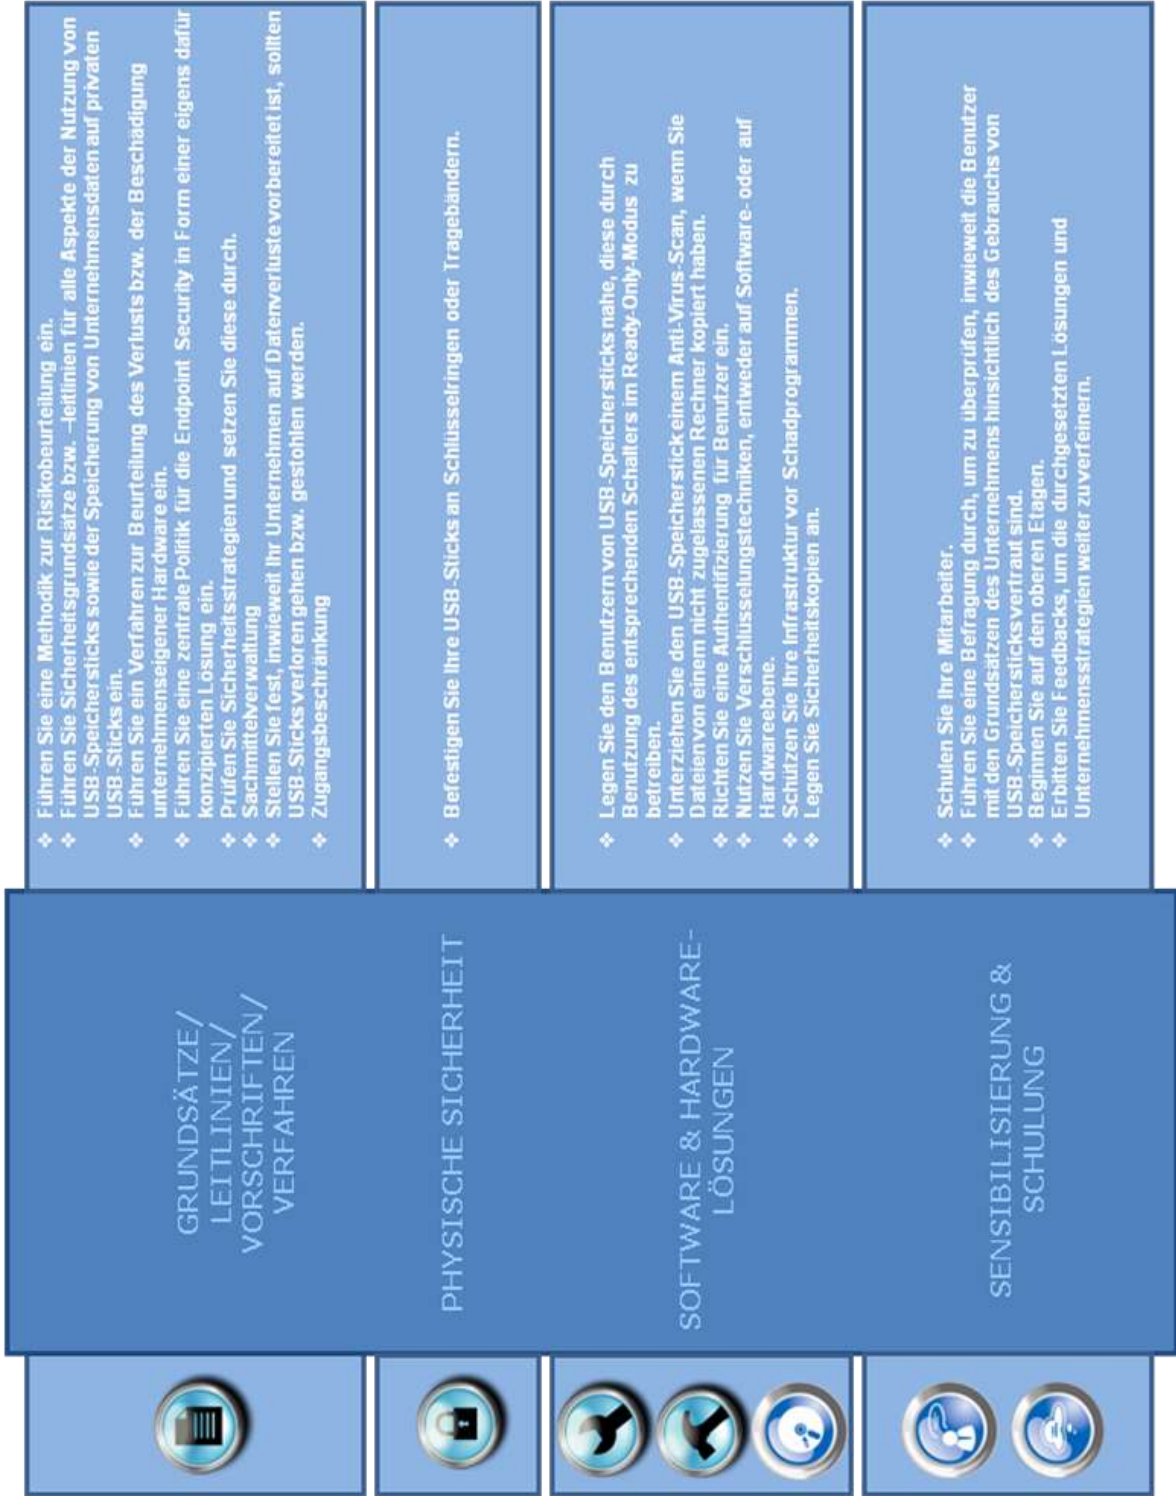 GRUNDSÄTZE/
LEITLINIEN/
VORSCHRIFTEN/
VERFAHREN
❖ Führen Sie eine Methodik zur Risikobeurteilung ein.
❖ Führen Sie Sicherheitsgrundsätze bzw. –leitlinien für alle Aspekte der Nutzung von
USB-Speichersticks sowie der Speicherung von Unternehmensdaten auf privaten
USB-Sticks ein.
❖ Führen Sie ein Verfahren zur Beurteilung des Verlusts bzw. der Beschädigung
unternehmenseigener Hardware ein.
❖ Führen Sie eine zentrale Politik für die Endpoint Security in Form einer eigens dafür
konzipierten Lösung ein.
❖ Prüfen Sie Sicherheitsstrategien und setzen Sie diese durch.
❖ Sachmittelverwaltung
❖ Stellen Sie fest, inwieweit Ihr Unternehmen auf Datenverluste vorbereitet ist, sollten
USB-Sticks verloren gehen bzw. gestohlen werden.
❖ Zugangsbeschränkung
PHYSISCHE SICHERHEIT
❖ Befestigen Sie Ihre USB-Sticks an Schlüsselringen oder Tragebändern.
SOFTWARE & HARDWARE-
LÖSUNGEN
❖ Legen Sie den Benutzern von USB-Speichersticks nahe, diese durch
Benutzung des entsprechenden Schalters im Ready-Only-Modus zu
betreiben.
❖ Unterziehen Sie den USB-Speicherstick einem Anti-Virus-Scan, wenn Sie
Dateien von einem nicht zugelassenen Rechner kopiert haben.
❖ Richten Sie eine Authentifizierung für Benutzer ein.
❖ Nutzen Sie Verschlüsselungstechniken, entweder auf Software- oder auf
Hardwareebene.
❖ Schützen Sie Ihre Infrastruktur vor Schadprogrammen.
❖ Legen Sie Sicherheitskopien an.
SENSIBILISIERUNG &
SCHULUNG
❖ Schulen Sie Ihre Mitarbeiter.
❖ Führen Sie eine Befragung durch, um zu überprüfen, inwieweit die Benutzer
mit den Grundsätzen des Unternehmens hinsichtlich des Gebrauchs von
USB-Speichersticks vertraut sind.
❖ Beginnen Sie auf den oberen Etagen.
❖ Erbitten Sie Feedbacks, um die durchgesetzten Lösungen und
Unternehmensstrategien weiter zu verfeinern.